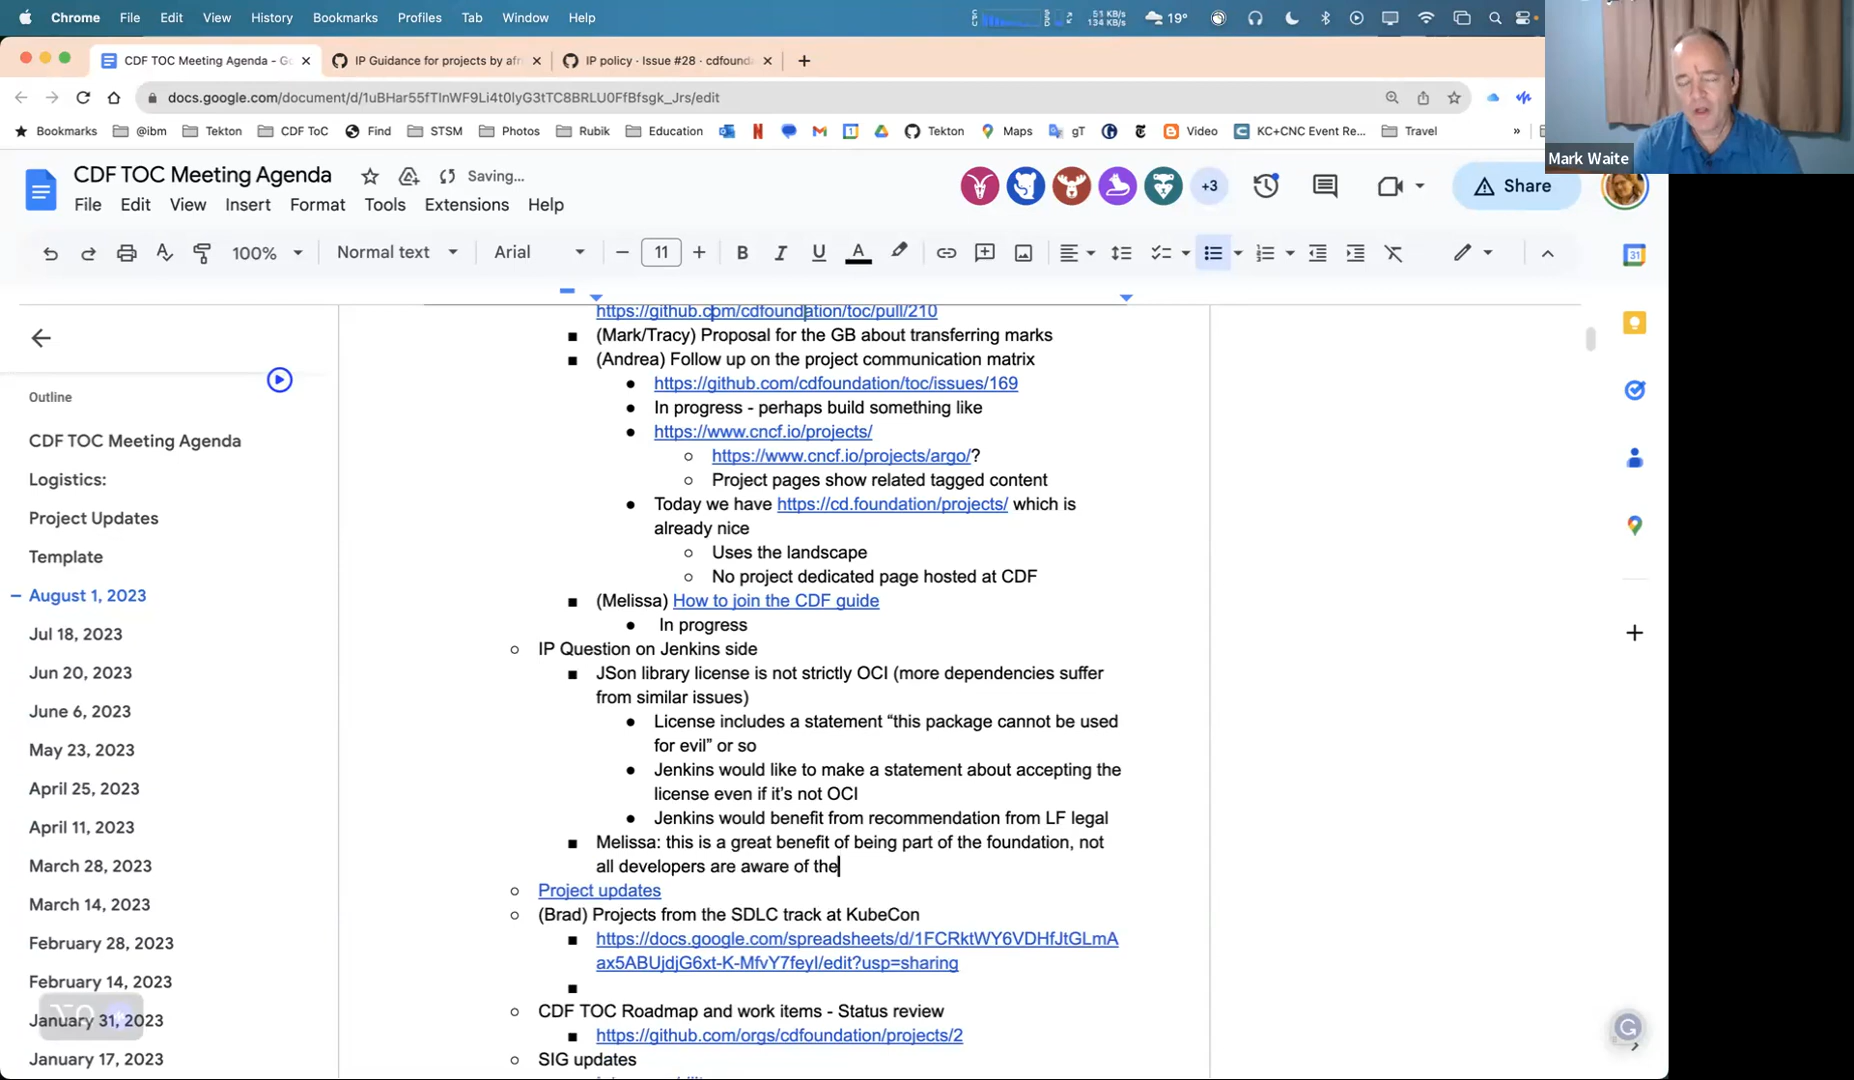 Chrome File Edit View History Bookmarks Profiles Tab Window Help 51 KB/s 134 KB/s 19°
CDF TOC Meeting Agenda - Go IP Guidance for projects by afr IP policy · Issue #28 · cdfounda
docs.google.com/document/d/1uBHar55fTInWF9Li4t0lyG3tTC8BRLU0FfBfsgk_Jrs/edit
Bookmarks @ibm Tekton CDF ToC Find STSM Photos Rubik Education gT Tekton Maps Video KC+CNC Event Re... Travel »
Mark Waite
CDF TOC Meeting Agenda Saving...
+3 Share
File Edit View Insert Format Tools Extensions Help
100% Normal text Arial 11
https://github.com/cdfoundation/toc/pull/210
(Mark/Tracy) Proposal for the GB about transferring marks
(Andrea) Follow up on the project communication matrix
https://github.com/cdfoundation/toc/issues/169
In progress - perhaps build something like
https://www.cncf.io/projects/
https://www.cncf.io/projects/argo/?
Project pages show related tagged content
Today we have https://cd.foundation/projects/ which is
already nice
Uses the landscape
No project dedicated page hosted at CDF
(Melissa) How to join the CDF guide
In progress
IP Question on Jenkins side
JSon library license is not strictly OCI (more dependencies suffer
from similar issues)
License includes a statement “this package cannot be used
for evil” or so
Jenkins would like to make a statement about accepting the
license even if it’s not OCI
Jenkins would benefit from recommendation from LF legal
Melissa: this is a great benefit of being part of the foundation, not
all developers are aware of the
Project updates
(Brad) Projects from the SDLC track at KubeCon
https://docs.google.com/spreadsheets/d/1FCRktWY6VDHfJtGLmA
ax5ABUjdjG6xt-K-MfvY7feyI/edit?usp=sharing
CDF TOC Roadmap and work items - Status review
https://github.com/orgs/cdfoundation/projects/2
SIG updates
Outline
CDF TOC Meeting Agenda
Logistics:
Project Updates
Template
August 1, 2023
Jul 18, 2023
Jun 20, 2023
June 6, 2023
May 23, 2023
April 25, 2023
April 11, 2023
March 28, 2023
March 14, 2023
February 28, 2023
February 14, 2023
January 31, 2023
January 17, 2023